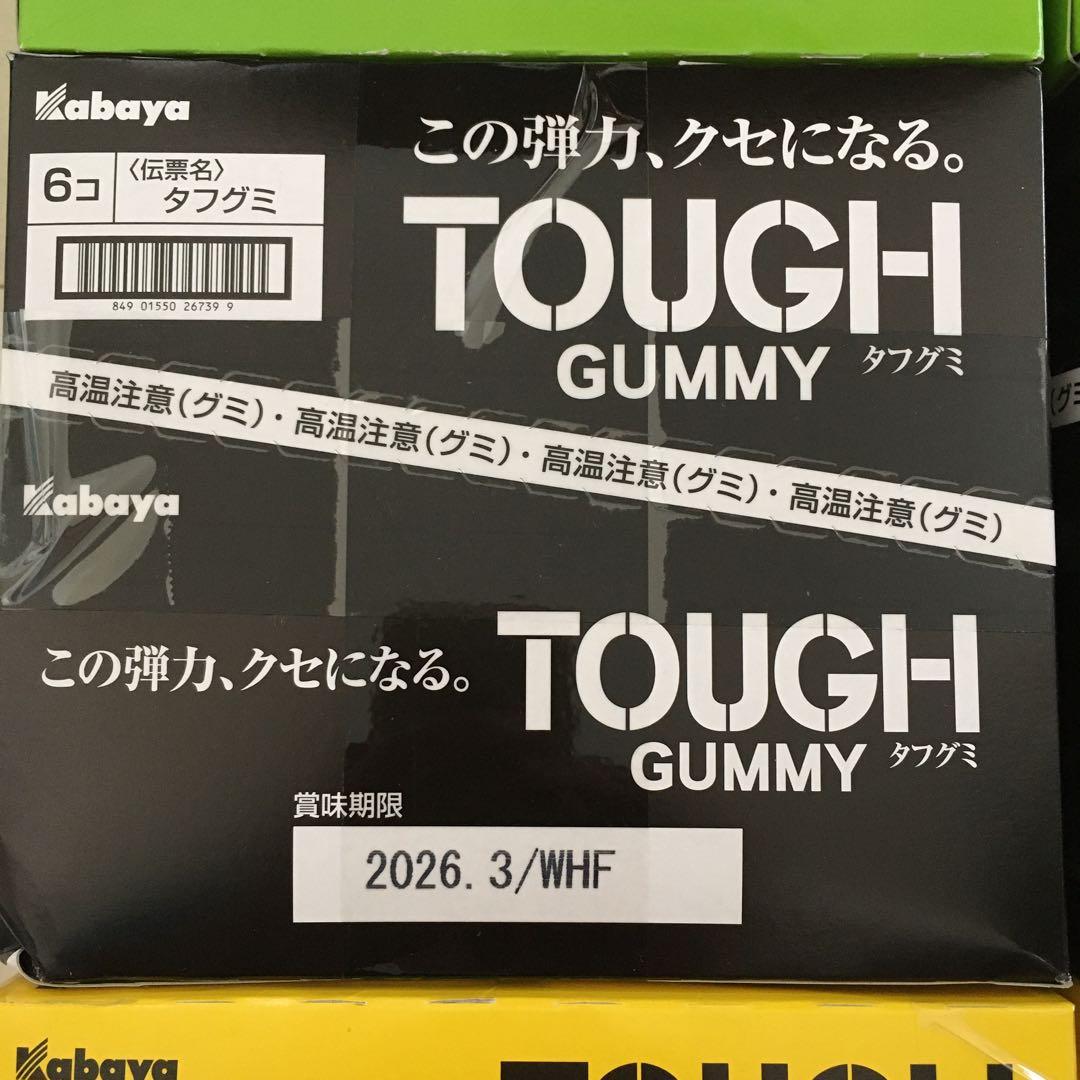 Kabaya
この弾力、クセになる。
6コ
〈伝票名〉
タフグミ
849 01550 26739 9
TOUGH
GUMMY タフグミ
高温注意(グミ)・高温注意(グミ)・高温注意(グミ)・高温注意(グミ)
Kabaya
この弾力、クセになる。
TOUGH
GUMMY タフグミ
賞味期限
2026.3/WHF
Kabaya
TOUGH